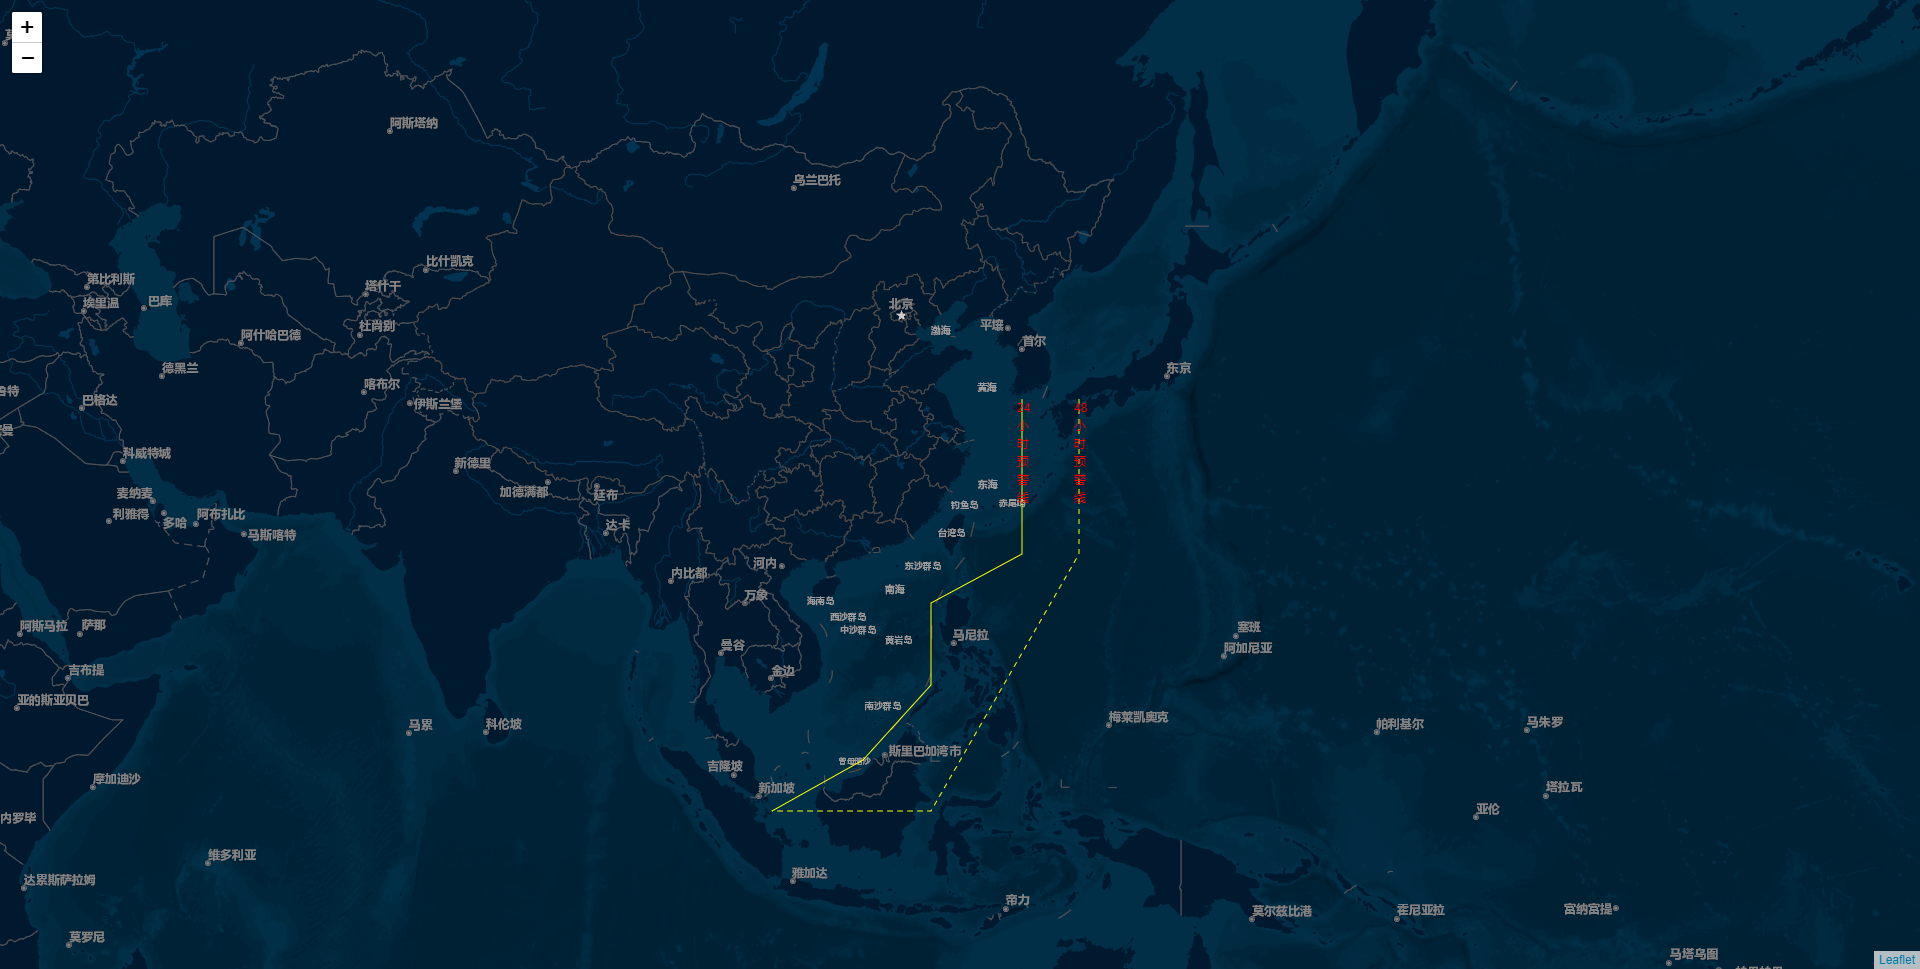 +
−
阿斯塔纳
乌兰巴托
比什凯克
第比利斯
塔什干
埃里温
巴库
北京
杜尚别
渤海
平壤
阿什哈巴德
首尔
德黑兰
东京
喀布尔
黄海
鲁特
巴格达
伊斯兰堡
24小时预警线
48小时预警线
曼
科威特城
新德里
东海
麦纳麦
加德满都
廷布
钓鱼岛
赤尾屿
利雅得
多哈
阿布扎比
达卡
马斯喀特
台湾岛
河内
东沙群岛
内比都
南海
万象
海南岛
西沙群岛
阿斯马拉
萨那
中沙群岛
塞班
马尼拉
黄岩岛
曼谷
阿加尼亚
吉布提
金边
亚的斯亚贝巴
南沙群岛
梅莱凯奥克
马累
科伦坡
帕利基尔
马朱罗
斯里巴加湾市
曾母暗沙
吉隆坡
摩加迪沙
新加坡
塔拉瓦
亚伦
内罗毕
维多利亚
雅加达
达累斯萨拉姆
帝力
莫尔兹比港
霍尼亚拉
富纳富提
莫罗尼
马塔乌图
Leaflet